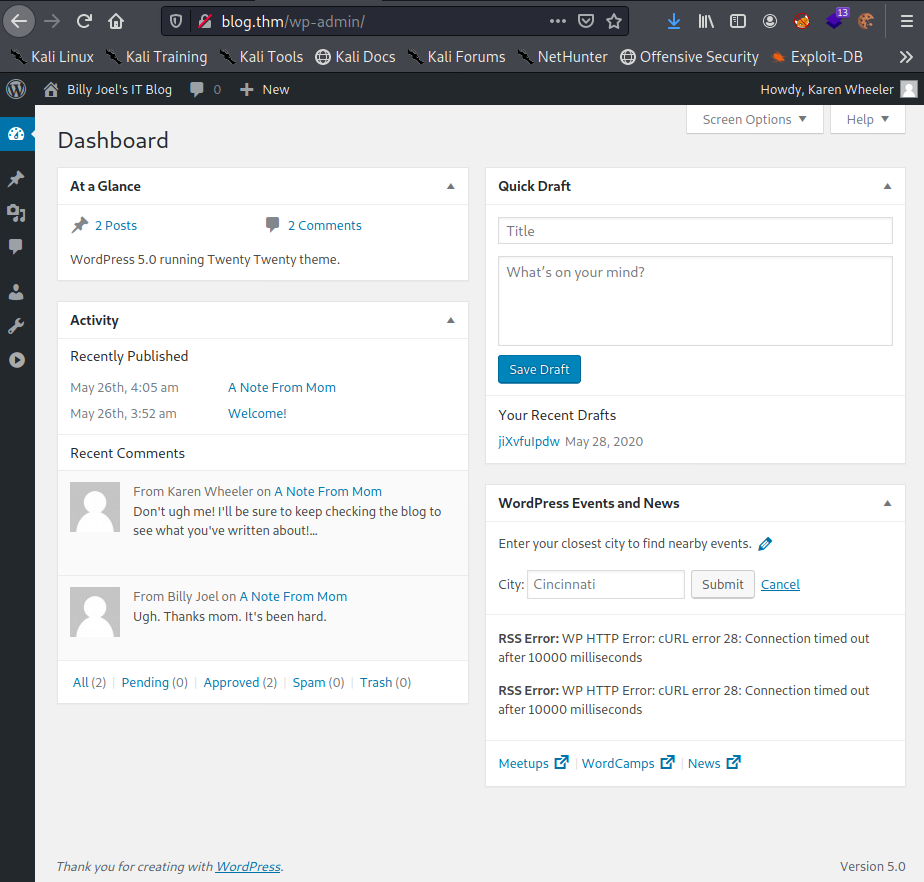 blog.thm/wp-admin/
13
Kali Linux
Kali Training
Kali Tools
Kali Docs
Kali Forums
NetHunter
Offensive Security
Exploit-DB
Billy Joel's IT Blog
0
New
Howdy, Karen Wheeler
Screen Options
Help
Dashboard
At a Glance
2 Posts
2 Comments
WordPress 5.0 running Twenty Twenty theme.
Activity
Recently Published
May 26th, 4:05 am A Note From Mom
May 26th, 3:52 am Welcome!
Recent Comments
From Karen Wheeler on A Note From Mom
Don't ugh me! I'll be sure to keep checking the blog to
see what you've written about!...
From Billy Joel on A Note From Mom
Ugh. Thanks mom. It's been hard.
All (2) | Pending (0) | Approved (2) | Spam (0) | Trash (0)
Quick Draft
Title
What's on your mind?
Save Draft
Your Recent Drafts
jiXvfuIpdw May 28, 2020
WordPress Events and News
Enter your closest city to find nearby events.
City: Cincinnati Submit Cancel
RSS Error: WP HTTP Error: cURL error 28: Connection timed out
after 10000 milliseconds
RSS Error: WP HTTP Error: cURL error 28: Connection timed out
after 10000 milliseconds
Meetups | WordCamps | News
Thank you for creating with WordPress.
Version 5.0